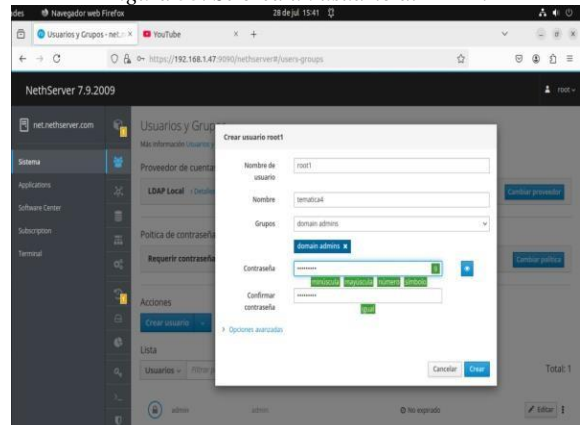 Navegador web Firefox
28 de jul 15:41
Usuarios y Grupos - net.n
YouTube
https://192.168.1.47:9090/nethserver#/users-groups
NethServer 7.9.2009
root
net.nethserver.com
Sistema
Applications
Software Center
Subscription
Terminal
Usuarios y Grup
Más información
Proveedor de cuenta
LDAP Local
Cambiar proveedor
Política de contraseña
Requerir contraseña
Cambiar política
Acciones
Crear usuario
Lista
Usuarios
Total: 1
admin
admin
No expirado
Editar
Crear usuario root1
Nombre de usuario
root1
Nombre
tematica4
Grupos
domain admins
domain admins
Contraseña
minúscula mayúscula número símbolo
Confirmar contraseña
igual
Opciones avanzadas
Cancelar
Crear